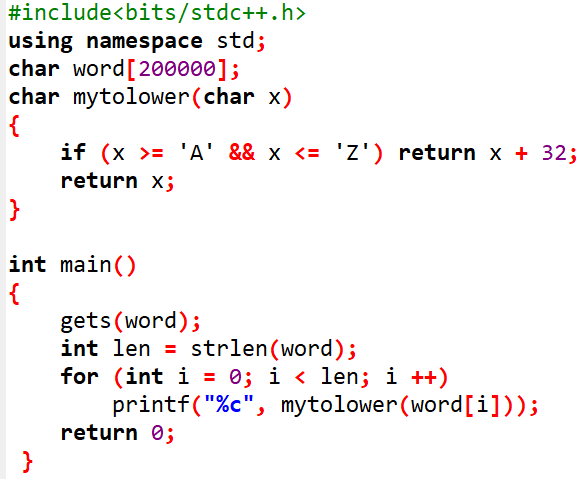 #include<bits/stdc++.h>
using namespace std;
char word[200000];
char mytolower(char x)
{
    if (x >= 'A' && x <= 'Z') return x + 32;
    return x;
}

int main()
{
    gets(word);
    int len = strlen(word);
    for (int i = 0; i < len; i ++)
        printf("%c", mytolower(word[i]));
    return 0;
 }